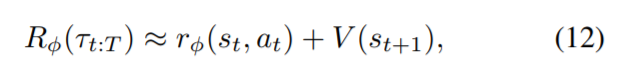 R_ϕ(τ_{t:T}) ≈ r_ϕ(s_t, a_t) + V(s_{t+1}), (12)